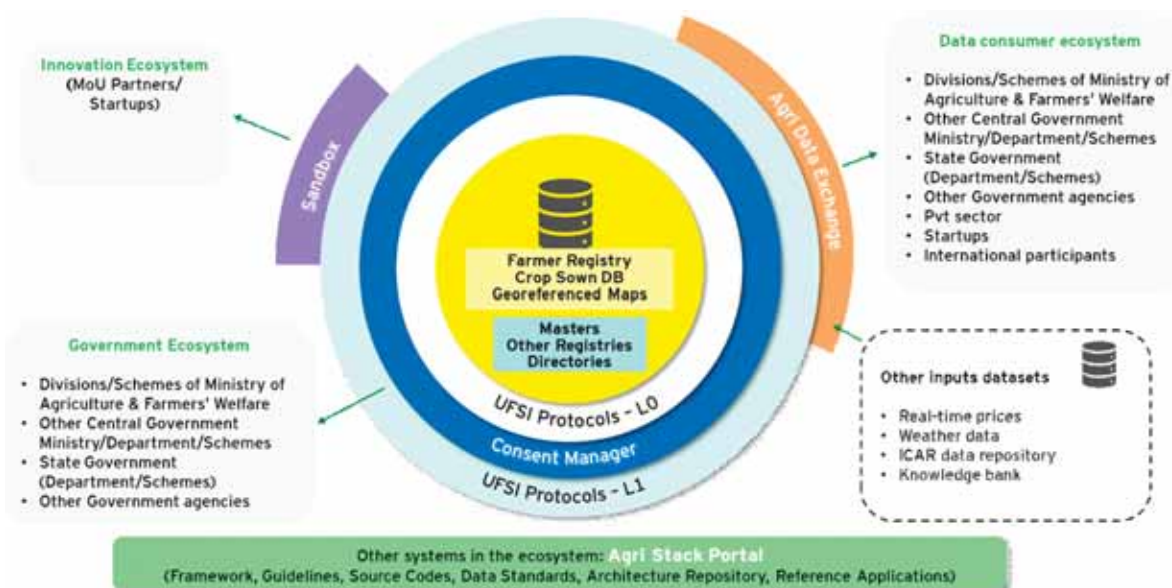 Innovation Ecosystem
(MoU Partners/
Startups)
Sandbox
Agri Data Exchange
Data consumer ecosystem
• Divisions/Schemes of Ministry of
Agriculture & Farmers' Welfare
• Other Central Government
Ministry/Department/Schemes
• State Government
(Department/Schemes)
• Other Government agencies
• Pvt sector
• Startups
• International participants
Farmer Registry
Crop Sown DB
Georeferenced Maps
Masters
Other Registries
Directories
UFSI Protocols - L0
Consent Manager
UFSI Protocols - L1
Government Ecosystem
• Divisions/Schemes of Ministry of
Agriculture & Farmers' Welfare
• Other Central Government
Ministry/Department/Schemes
• State Government
(Department/Schemes)
• Other Government agencies
Other inputs datasets
• Real-time prices
• Weather data
• ICAR data repository
• Knowledge bank
Other systems in the ecosystem: Agri Stack Portal
(Framework, Guidelines, Source Codes, Data Standards, Architecture Repository, Reference Applications)